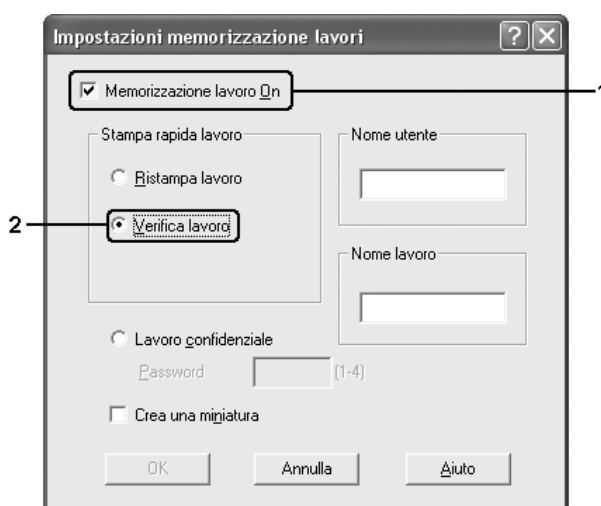 Impostazioni memorizzazione lavori
Memorizzazione lavoro On
1
Stampa rapida lavoro
Nome utente
Ristampa lavoro
2
Verifica lavoro
Nome lavoro
Lavoro confidenziale
Password
(1-4)
Crea una miniatura
OK
Annulla
Aiuto